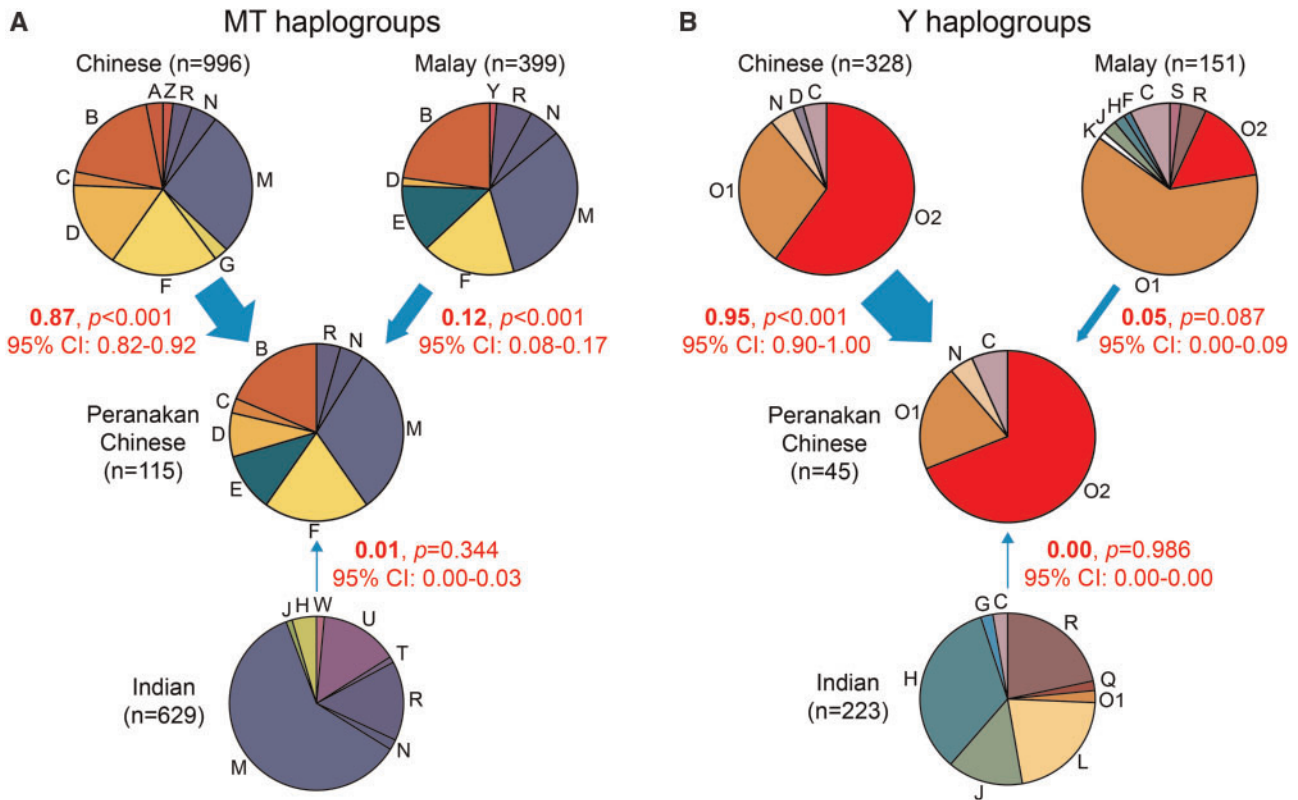 A
MT haplogroups
Chinese (n=996)
A
Z
R
N
M
G
F
D
C
B
Malay (n=399)
Y
R
N
M
F
E
D
B
0.87, p<0.001
95% CI: 0.82-0.92
0.12, p<0.001
95% CI: 0.08-0.17
Peranakan
Chinese
(n=115)
R
N
M
F
E
D
C
B
0.01, p=0.344
95% CI: 0.00-0.03
Indian
(n=629)
J
H
W
U
T
R
N
M
B
Y haplogroups
Chinese (n=328)
N
D
C
O2
O1
Malay (n=151)
K
J
H
F
C
S
R
O2
O1
0.95, p<0.001
95% CI: 0.90-1.00
0.05, p=0.087
95% CI: 0.00-0.09
Peranakan
Chinese
(n=45)
O1
N
C
O2
0.00, p=0.986
95% CI: 0.00-0.00
Indian
(n=223)
H
G
C
R
Q
O1
L
J